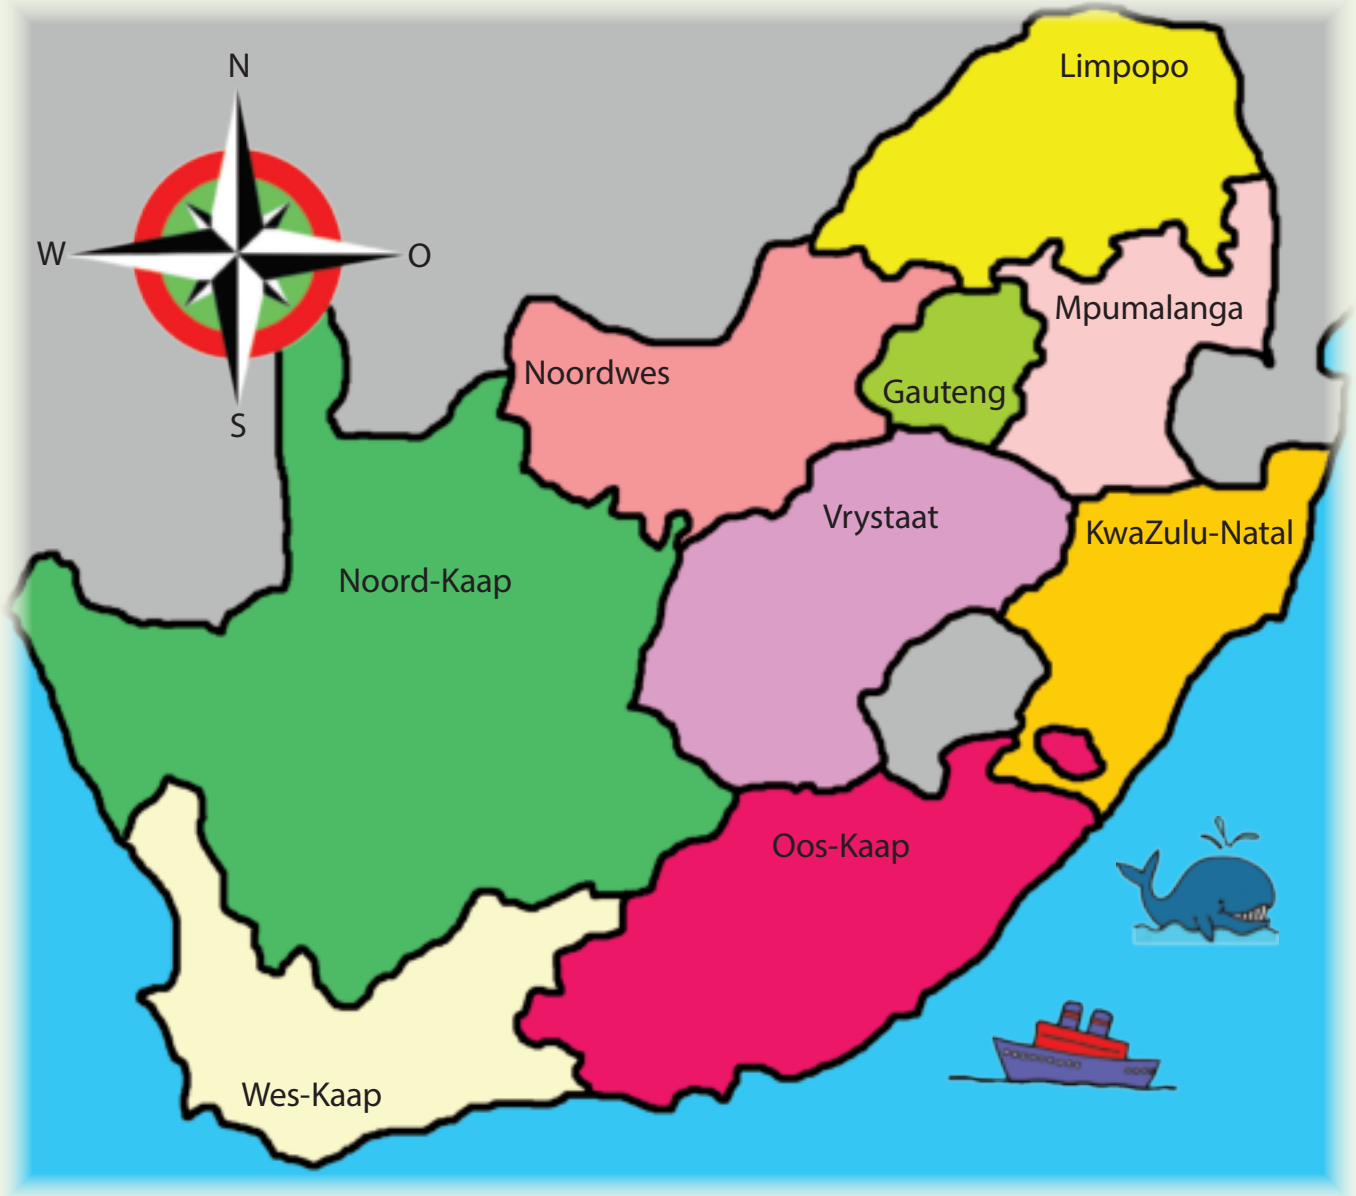 N
W
O
S
Limpopo
Mpumalanga
Noordwes
Gauteng
Vrystaat
KwaZulu-Natal
Noord-Kaap
Oos-Kaap
Wes-Kaap